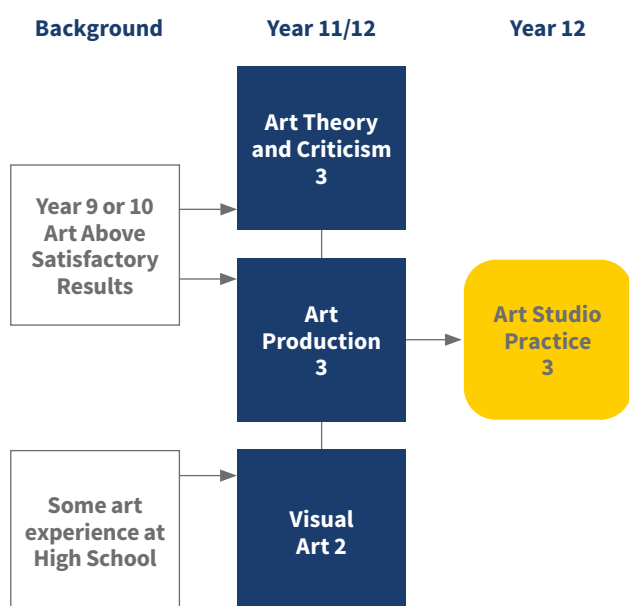 Background
Year 11/12
Year 12
Art Theory
and Criticism
3
Year 9 or 10
Art Above
Satisfactory
Results
Art
Production
3
Art Studio
Practice
3
Some art
experience at
High School
Visual
Art 2